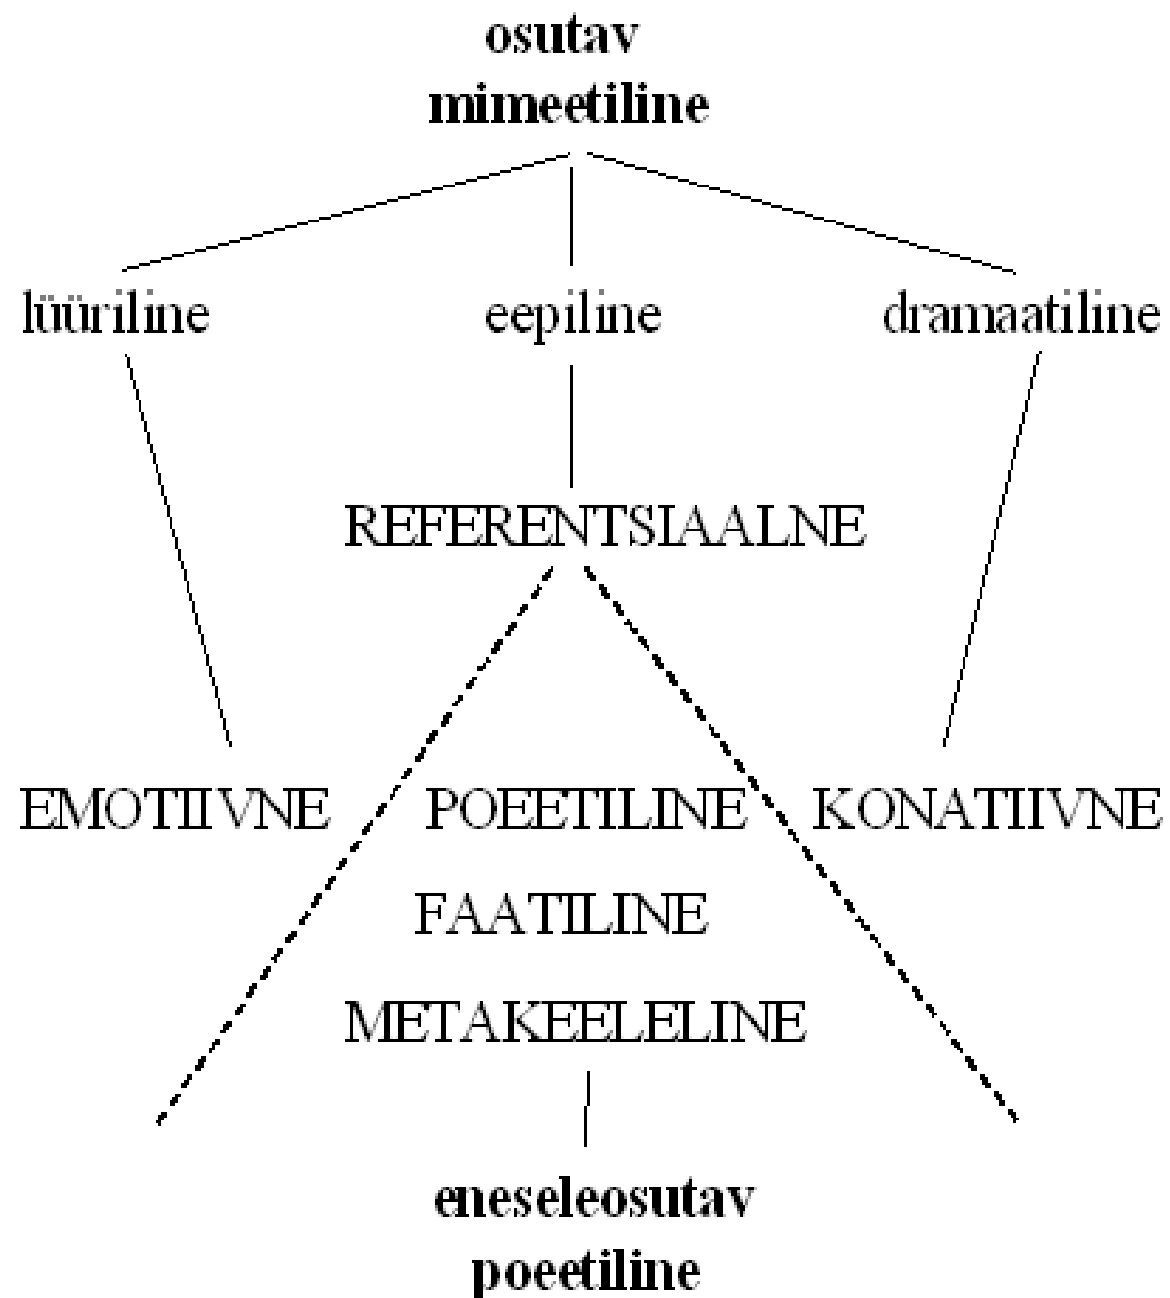 osutav
mimeetiline
lüüriline eepiline dramaatiline
REFERENTSIAALNE
EMOTIIVNE POEETILINE KONATIIVNE
FAATILINE
METAKEELELINE
eneseleosutav
poeetiline